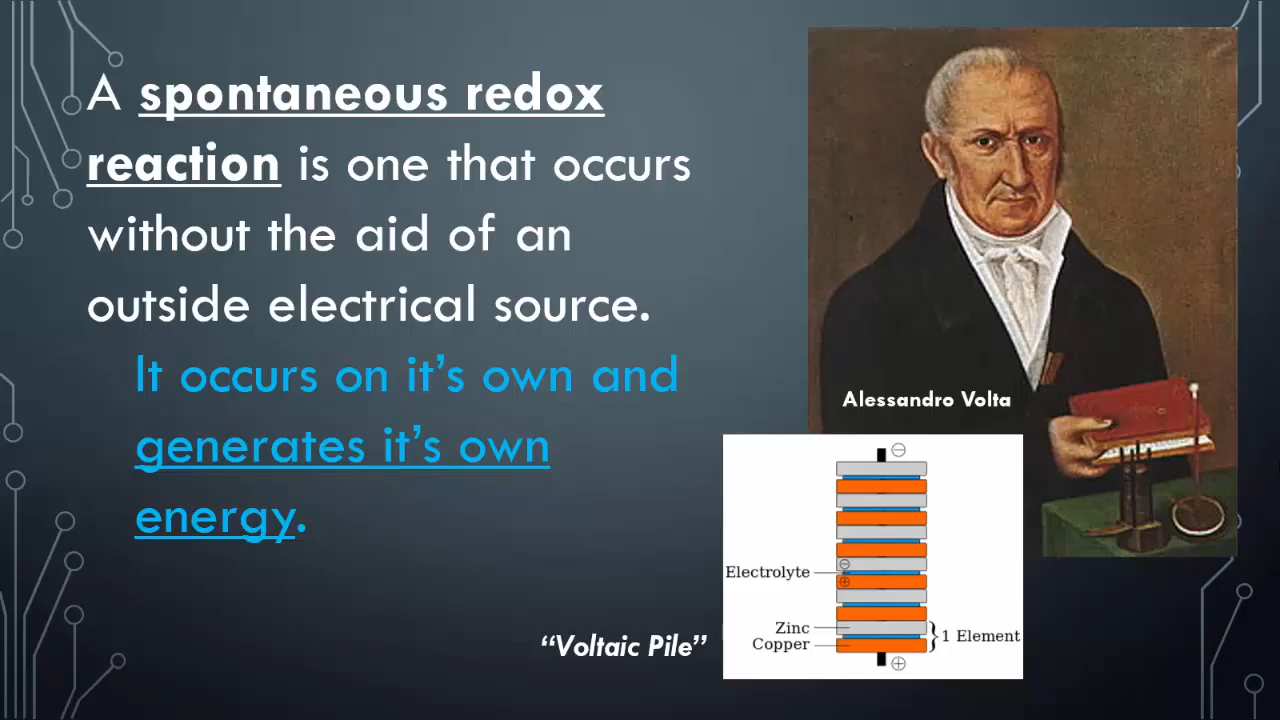 A spontaneous redox
reaction is one that occurs
without the aid of an
outside electrical source.
It occurs on it’s own and
generates it’s own
energy.
Alessandro Volta
⊖
⊖
Electrolyte
⊕
Zinc
Copper
1 Element
⊕
“Voltaic Pile”